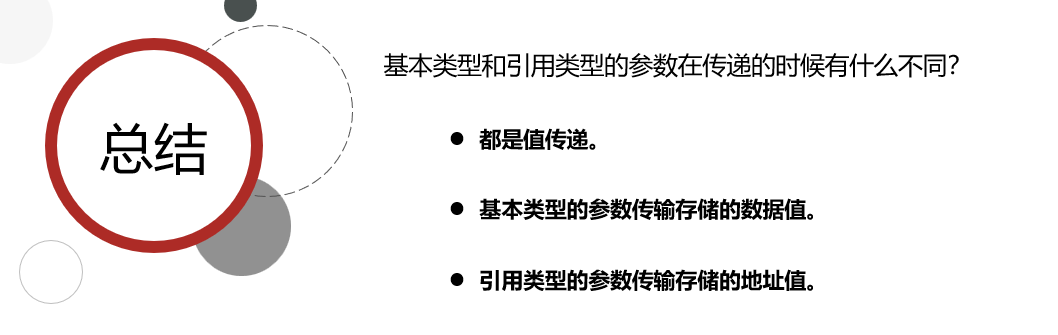 总结
基本类型和引用类型的参数在传递的时候有什么不同?
● 都是值传递。
● 基本类型的参数传输存储的数据值。
● 引用类型的参数传输存储的地址值。